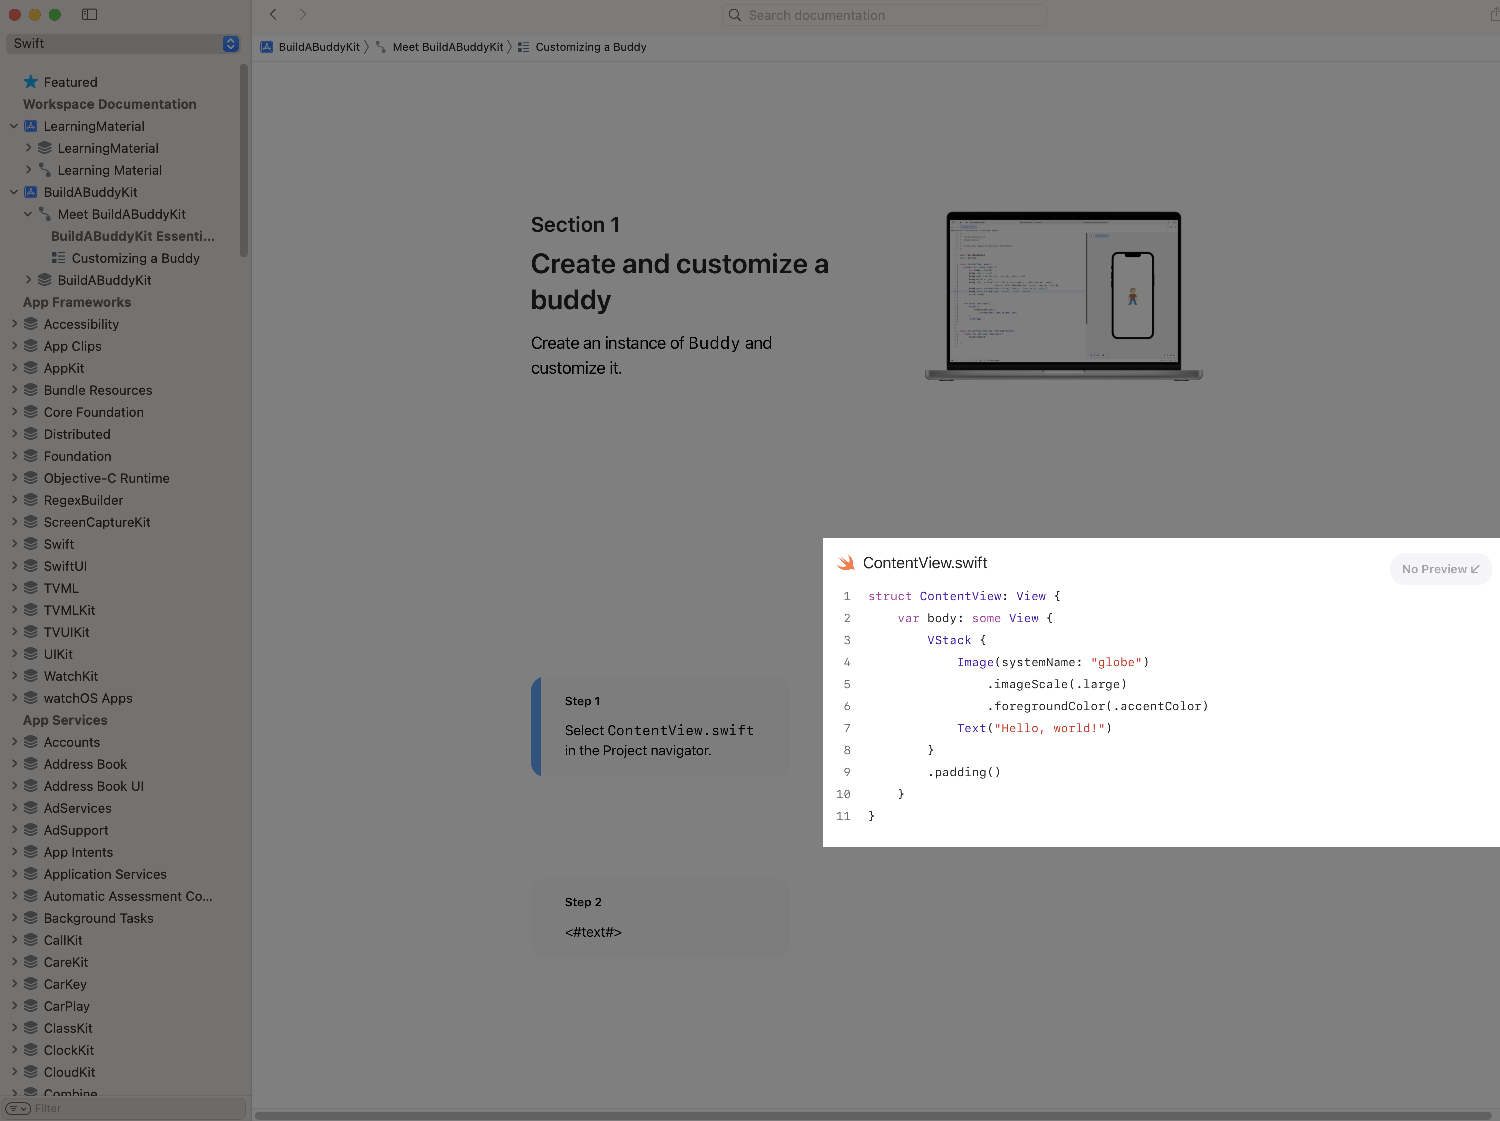 Swift
Search documentation
BuildABuddyKit
Meet BuildABuddyKit
Customizing a Buddy
Featured
Workspace Documentation
LearningMaterial
LearningMaterial
Learning Material
BuildABuddyKit
Meet BuildABuddyKit
BuildABuddyKit Essenti...
Customizing a Buddy
BuildABuddyKit
App Frameworks
Accessibility
App Clips
AppKit
Bundle Resources
Core Foundation
Distributed
Foundation
Objective-C Runtime
RegexBuilder
ScreenCaptureKit
Swift
SwiftUI
TVML
TVMLKit
TVUIKit
UIKit
WatchKit
watchOS Apps
App Services
Accounts
Address Book
Address Book UI
AdServices
AdSupport
App Intents
Application Services
Automatic Assessment Co...
Background Tasks
CallKit
CareKit
CarKey
CarPlay
ClassKit
ClockKit
CloudKit
Combine
Filter
Section 1
Create and customize a
buddy
Create an instance of Buddy and
customize it.
Step 1
Select ContentView.swift
in the Project navigator.
Step 2
<#text#>
ContentView.swift
No Preview
1 struct ContentView: View {
2     var body: some View {
3         VStack {
4             Image(systemName: "globe")
5                 .imageScale(.large)
6                 .foregroundColor(.accentColor)
7             Text("Hello, world!")
8         }
9         .padding()
10     }
11 }